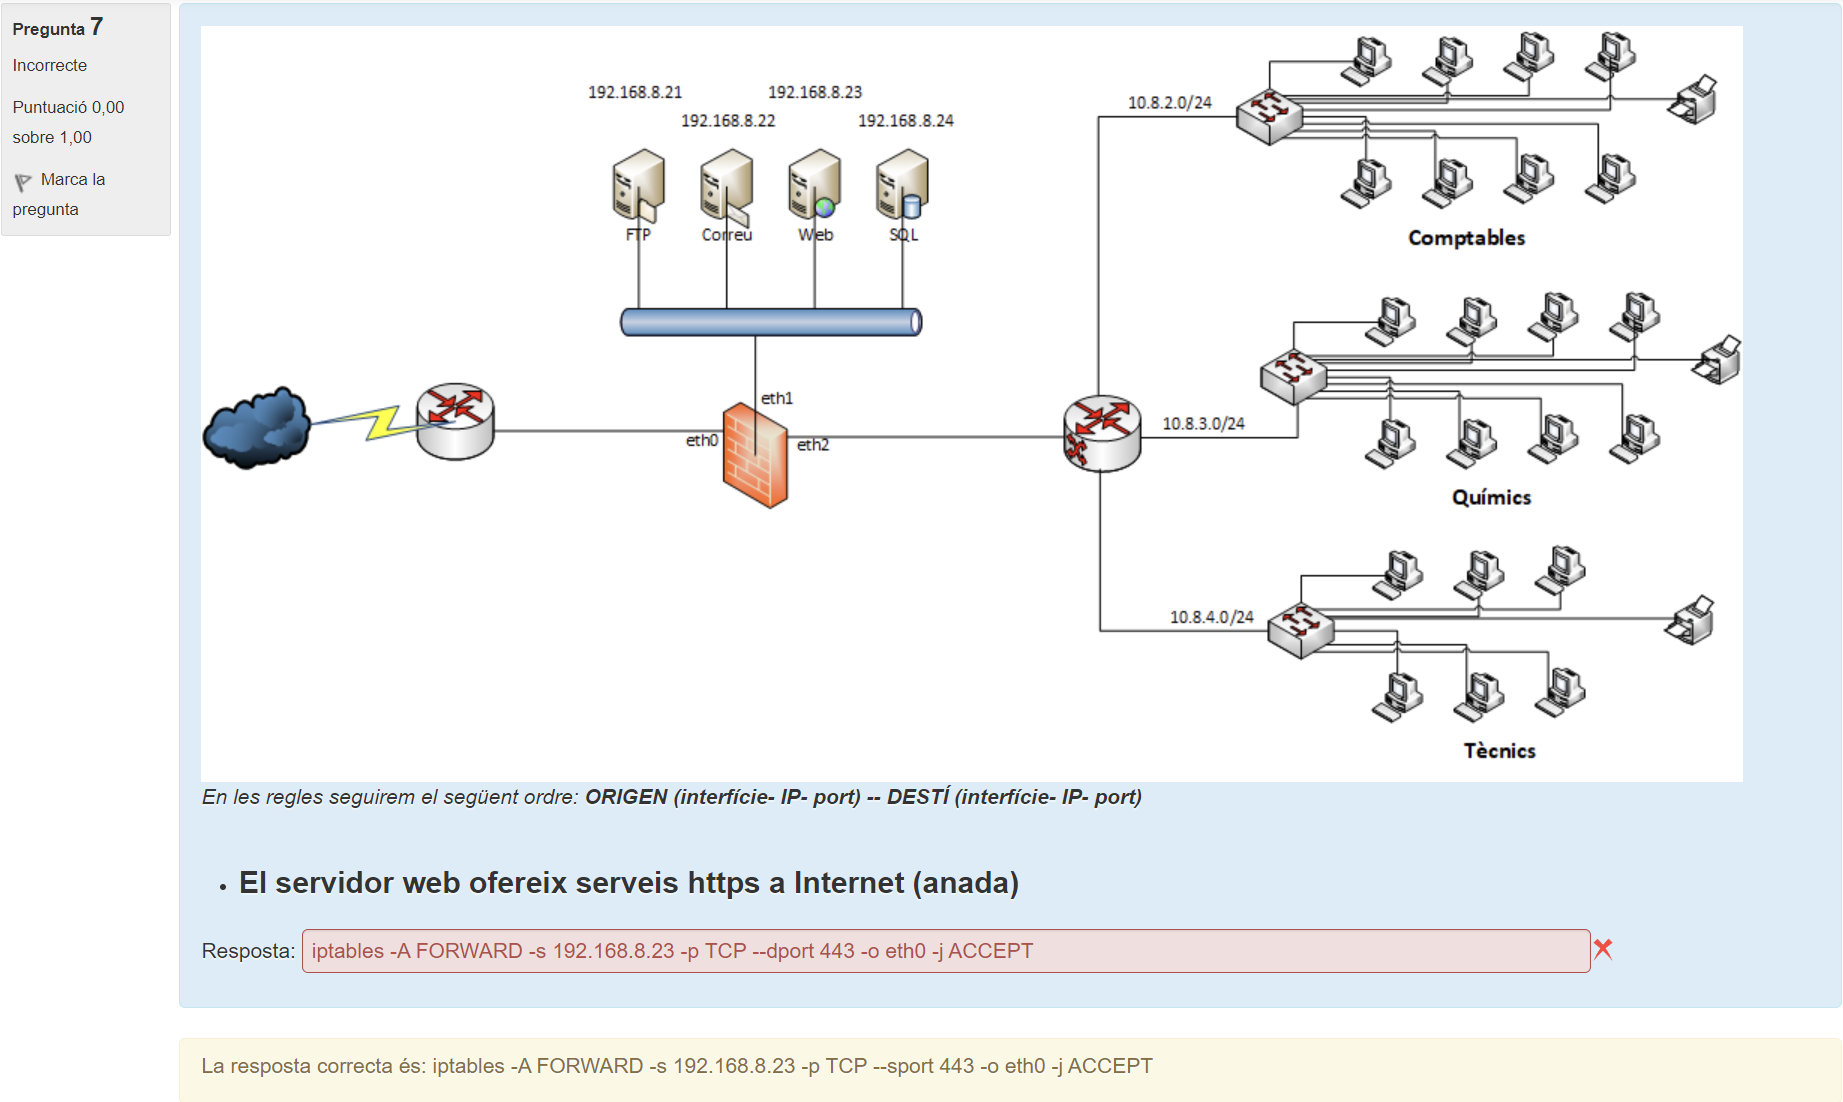 Pregunta 7
Incorrecte
Puntuació 0,00
sobre 1,00
Marca la
pregunta
192.168.8.21
192.168.8.23
192.168.8.22
192.168.8.24
FTP
Correu
Web
SQL
eth1
eth0
eth2
10.8.2.0/24
Comptables
10.8.3.0/24
Químics
10.8.4.0/24
Tècnics
En les regles seguirem el següent ordre: ORIGEN (interfície- IP- port) -- DESTÍ (interfície- IP- port)
• El servidor web ofereix serveis https a Internet (anada)
Resposta: iptables -A FORWARD -s 192.168.8.23 -p TCP --dport 443 -o eth0 -j ACCEPT
La resposta correcta és: iptables -A FORWARD -s 192.168.8.23 -p TCP --sport 443 -o eth0 -j ACCEPT